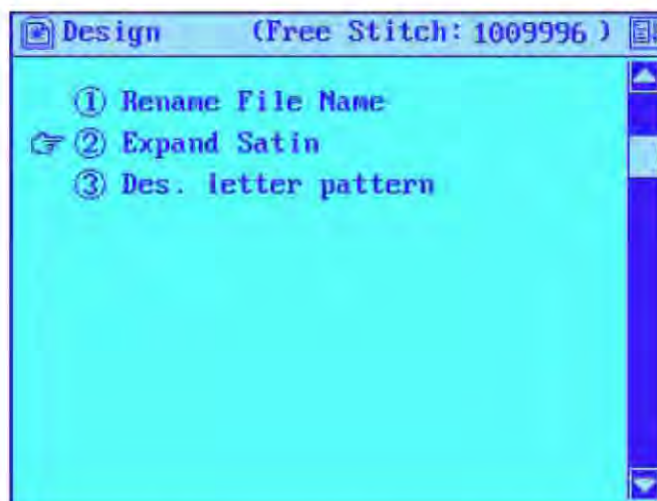 Design (Free Stitch: 1009996 )
① Rename File Name
② Expand Satin
③ Des. letter pattern